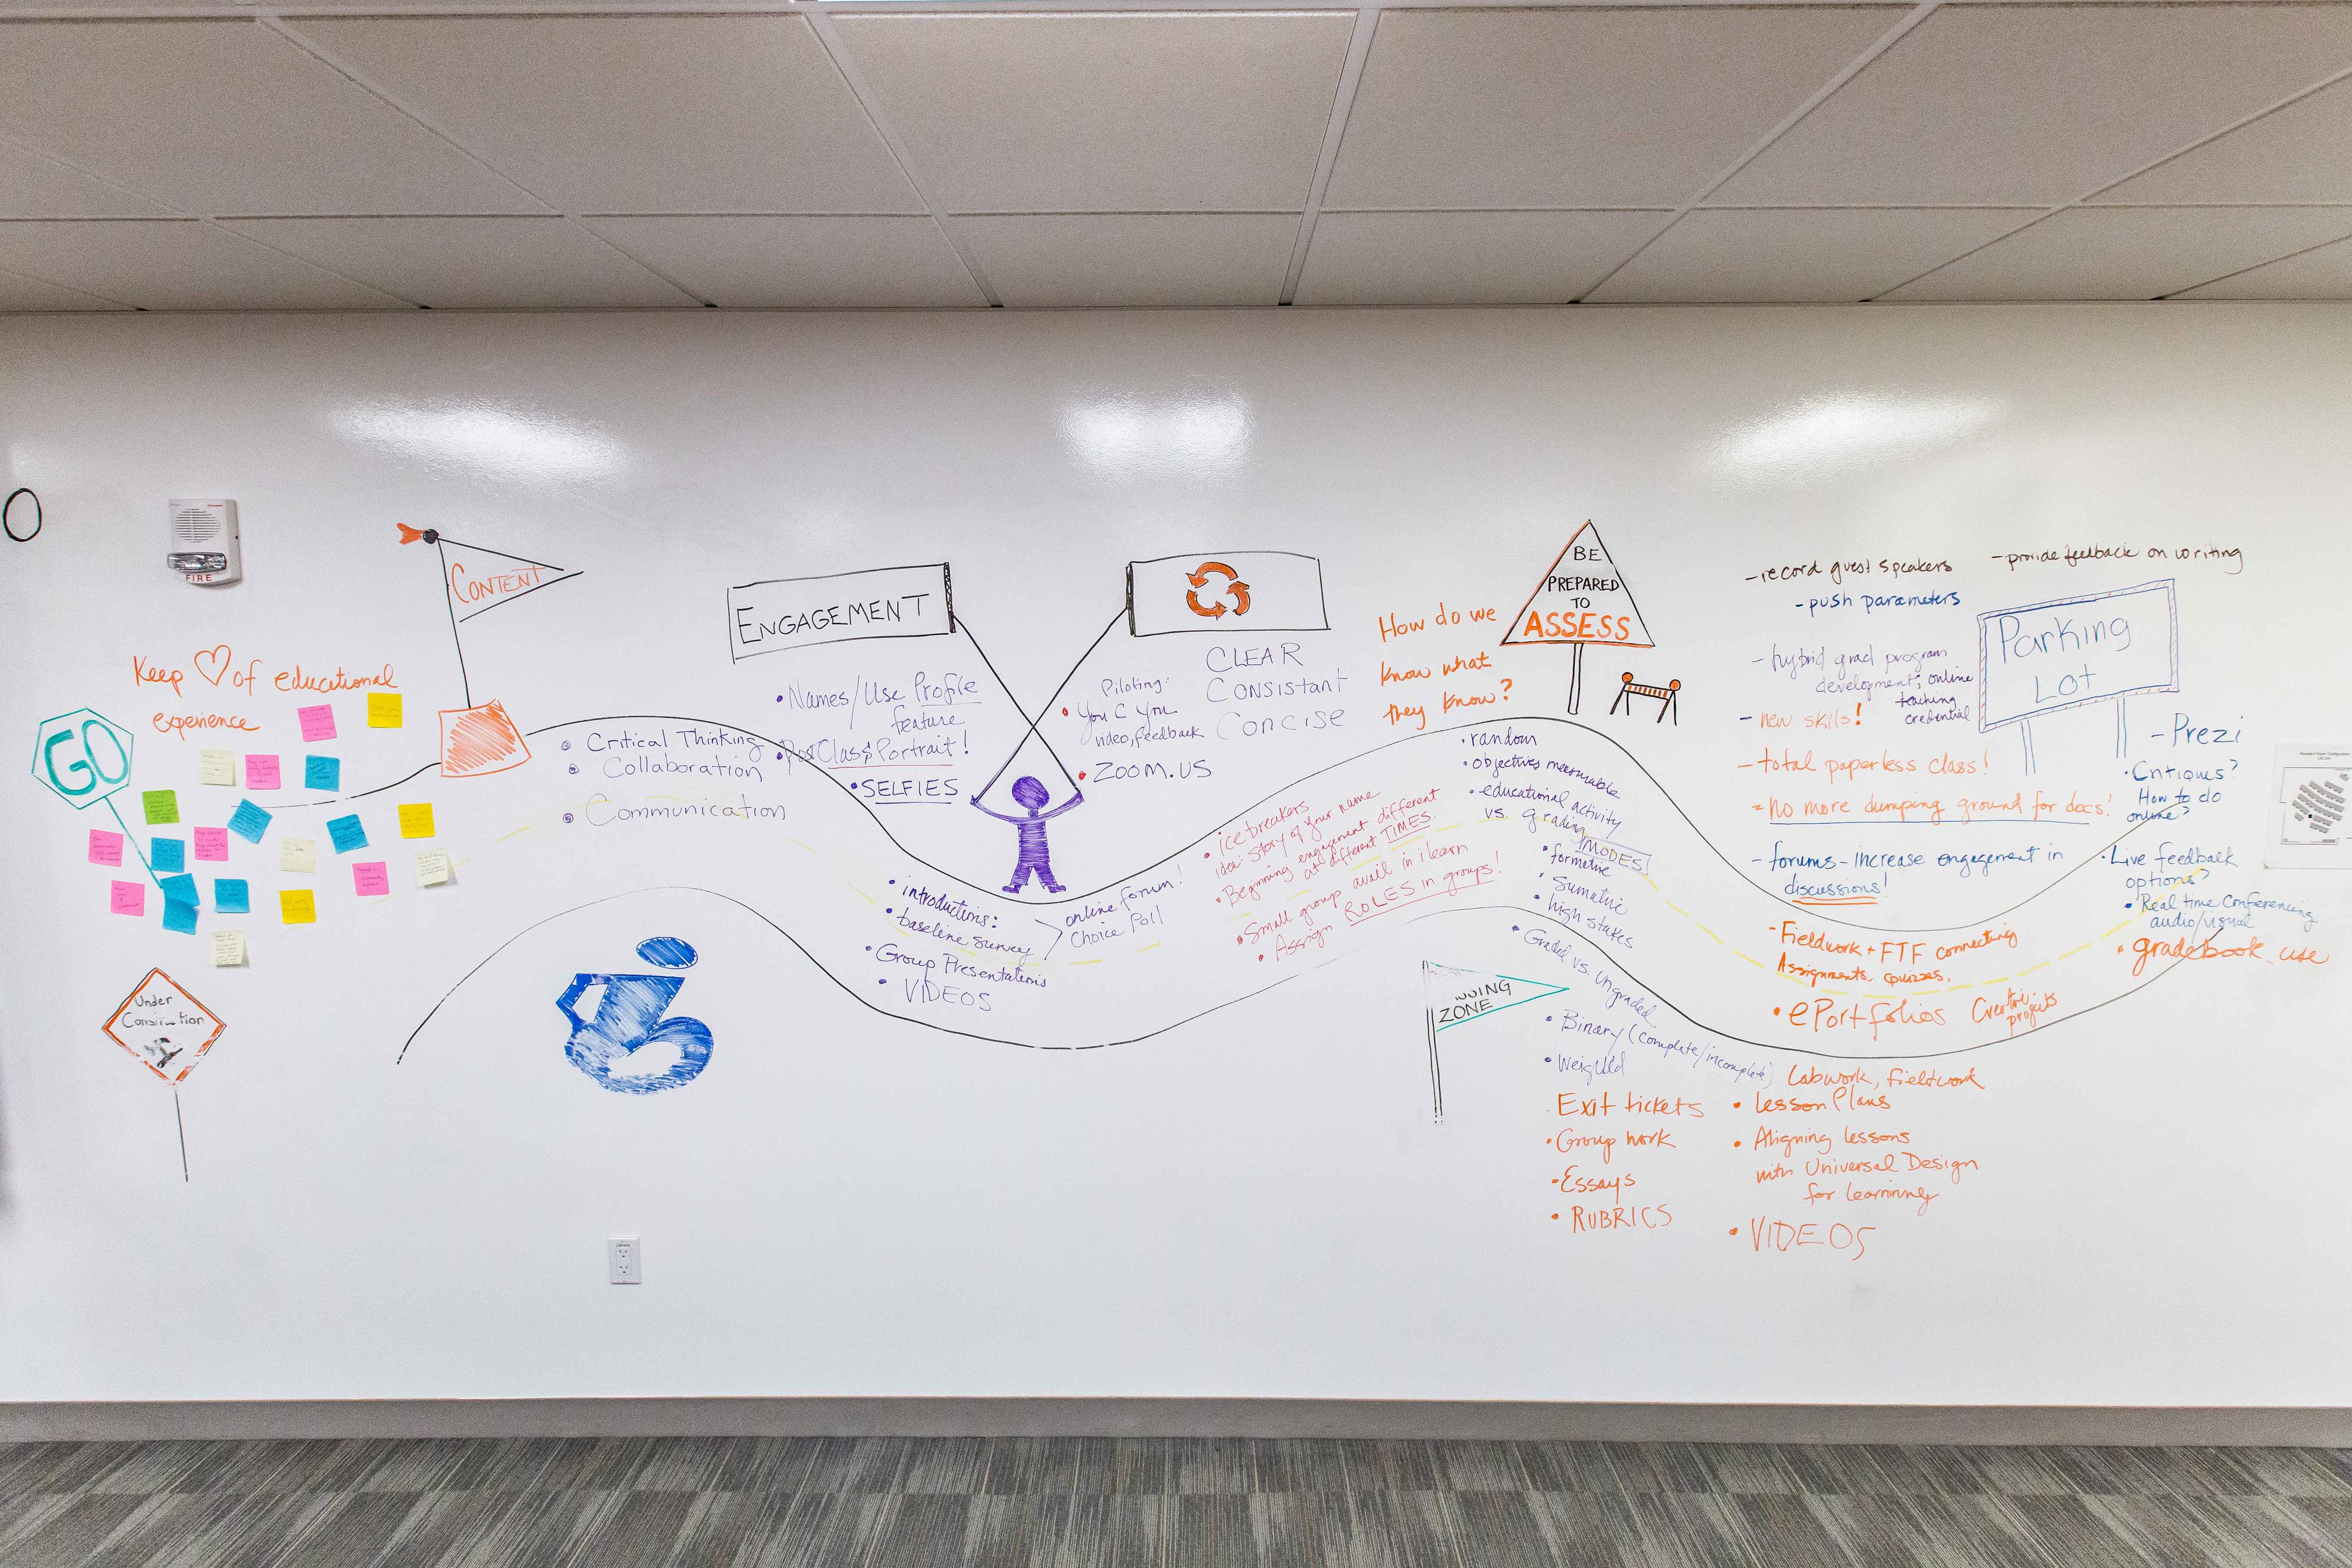 FIRE
Keep of educational
experience
GO
Under
CONTENT
Critical Thinking
Collaboration
Communication
ENGAGEMENT
Names/Use Profile
feature
Class Portrait!
SELFIES
introductions:
baseline survey
Group Presentations
VIDEOS
online forum!
Choice Poll
CLEAR
CONSISTANT
CONCISE
Piloting:
You C You
video, feedback
ZOOM.US
ice breakers
idea: Story of your name
Beginning engagement different
at different TIMES.
Small group avail in ilearn
Assign ROLES in groups!
How do we
know what
they know?
BE
PREPARED
TO
ASSESS
random
objectives measurable
educational activity
vs. grading
MODES
formative
Sumative
high stakes
Graded vs. Ungraded
Binary (complete/incomplete)
ZONE
Exit tickets
Group work
Essays
RUBRICS
Labwork, fieldwork
Lesson Plans
Aligning lessons
with Universal Design
for learninng
VIDEOS
- record guest speakers
- provide feedback on writing
- push parameters
- hybrid grad program
development; online
teaching
credential
- new skills!
- total paperless class!
- No more dumping ground for docs!
- forums - increase engagement in
discussions!
- Fieldwork + FTF connecting
Assignments, quizzes,
ePortfolios
Creative
projects
Parking
Lot
- Prezi
Critiques?
How to do
online?
Live feedback
options?
Real time Conferencing
audio/visual
gradebook use